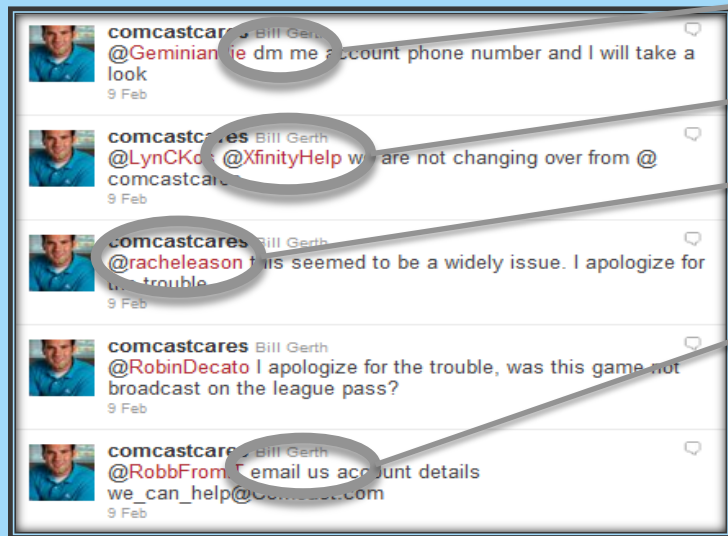 comcastcares Bill Gerth
dm me account phone number and I will take a
look
9 Feb
comcastcares Bill Gerth
@XfinityHelp we are not changing over from @
comcastcares
9 Feb
comcastcares Bill Gerth
@racheleason this seemed to be a widely issue. I apologize for
the trouble
9 Feb
comcastcares Bill Gerth
@RobinDecato I apologize for the trouble, was this game not
broadcast on the league pass?
9 Feb
comcastcares Bill Gerth
email us account details
we_can_help@Comcast.com
9 Feb